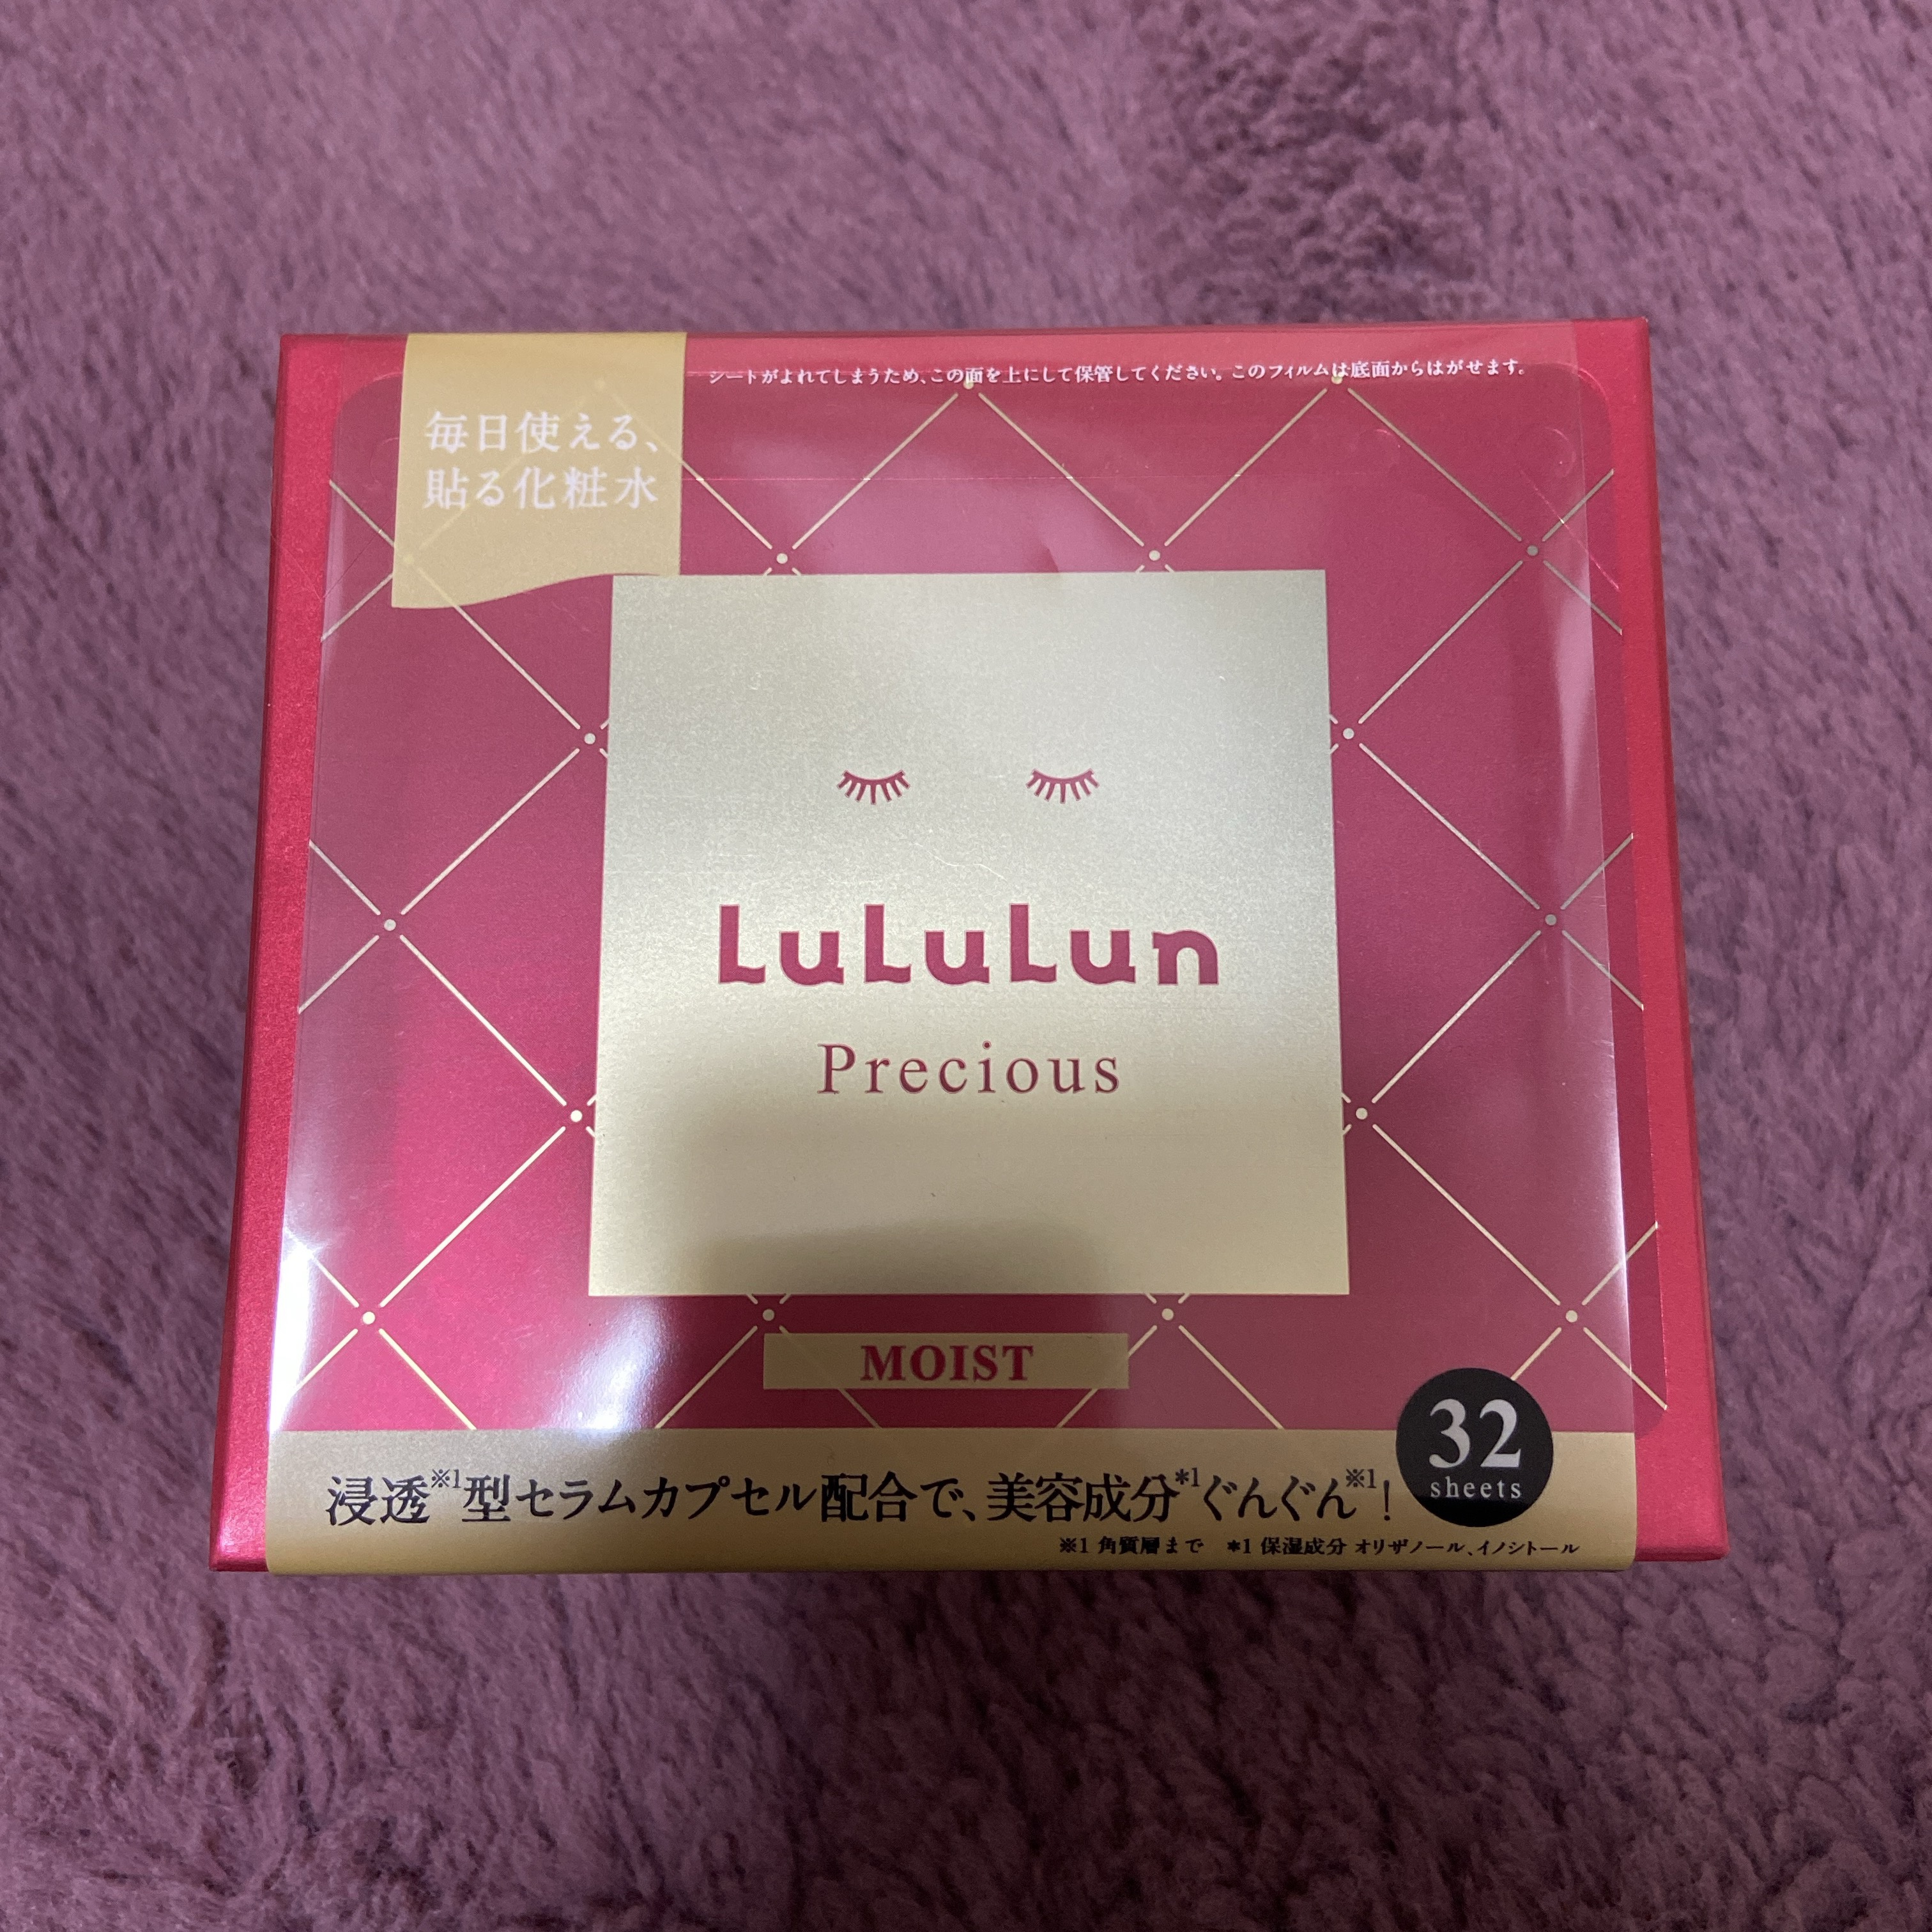 シートがよれてしまうため、この面を上にして保管してください。このフィルムは底面からはがせます。
毎日使える、
貼る化粧水
LuLuLun
Precious
MOIST
32
sheets
浸透※1型セラムカプセル配合で、美容成分*1ぐんぐん※1!
※1 角質層まで *1 保湿成分 オリザノール、イノシトール